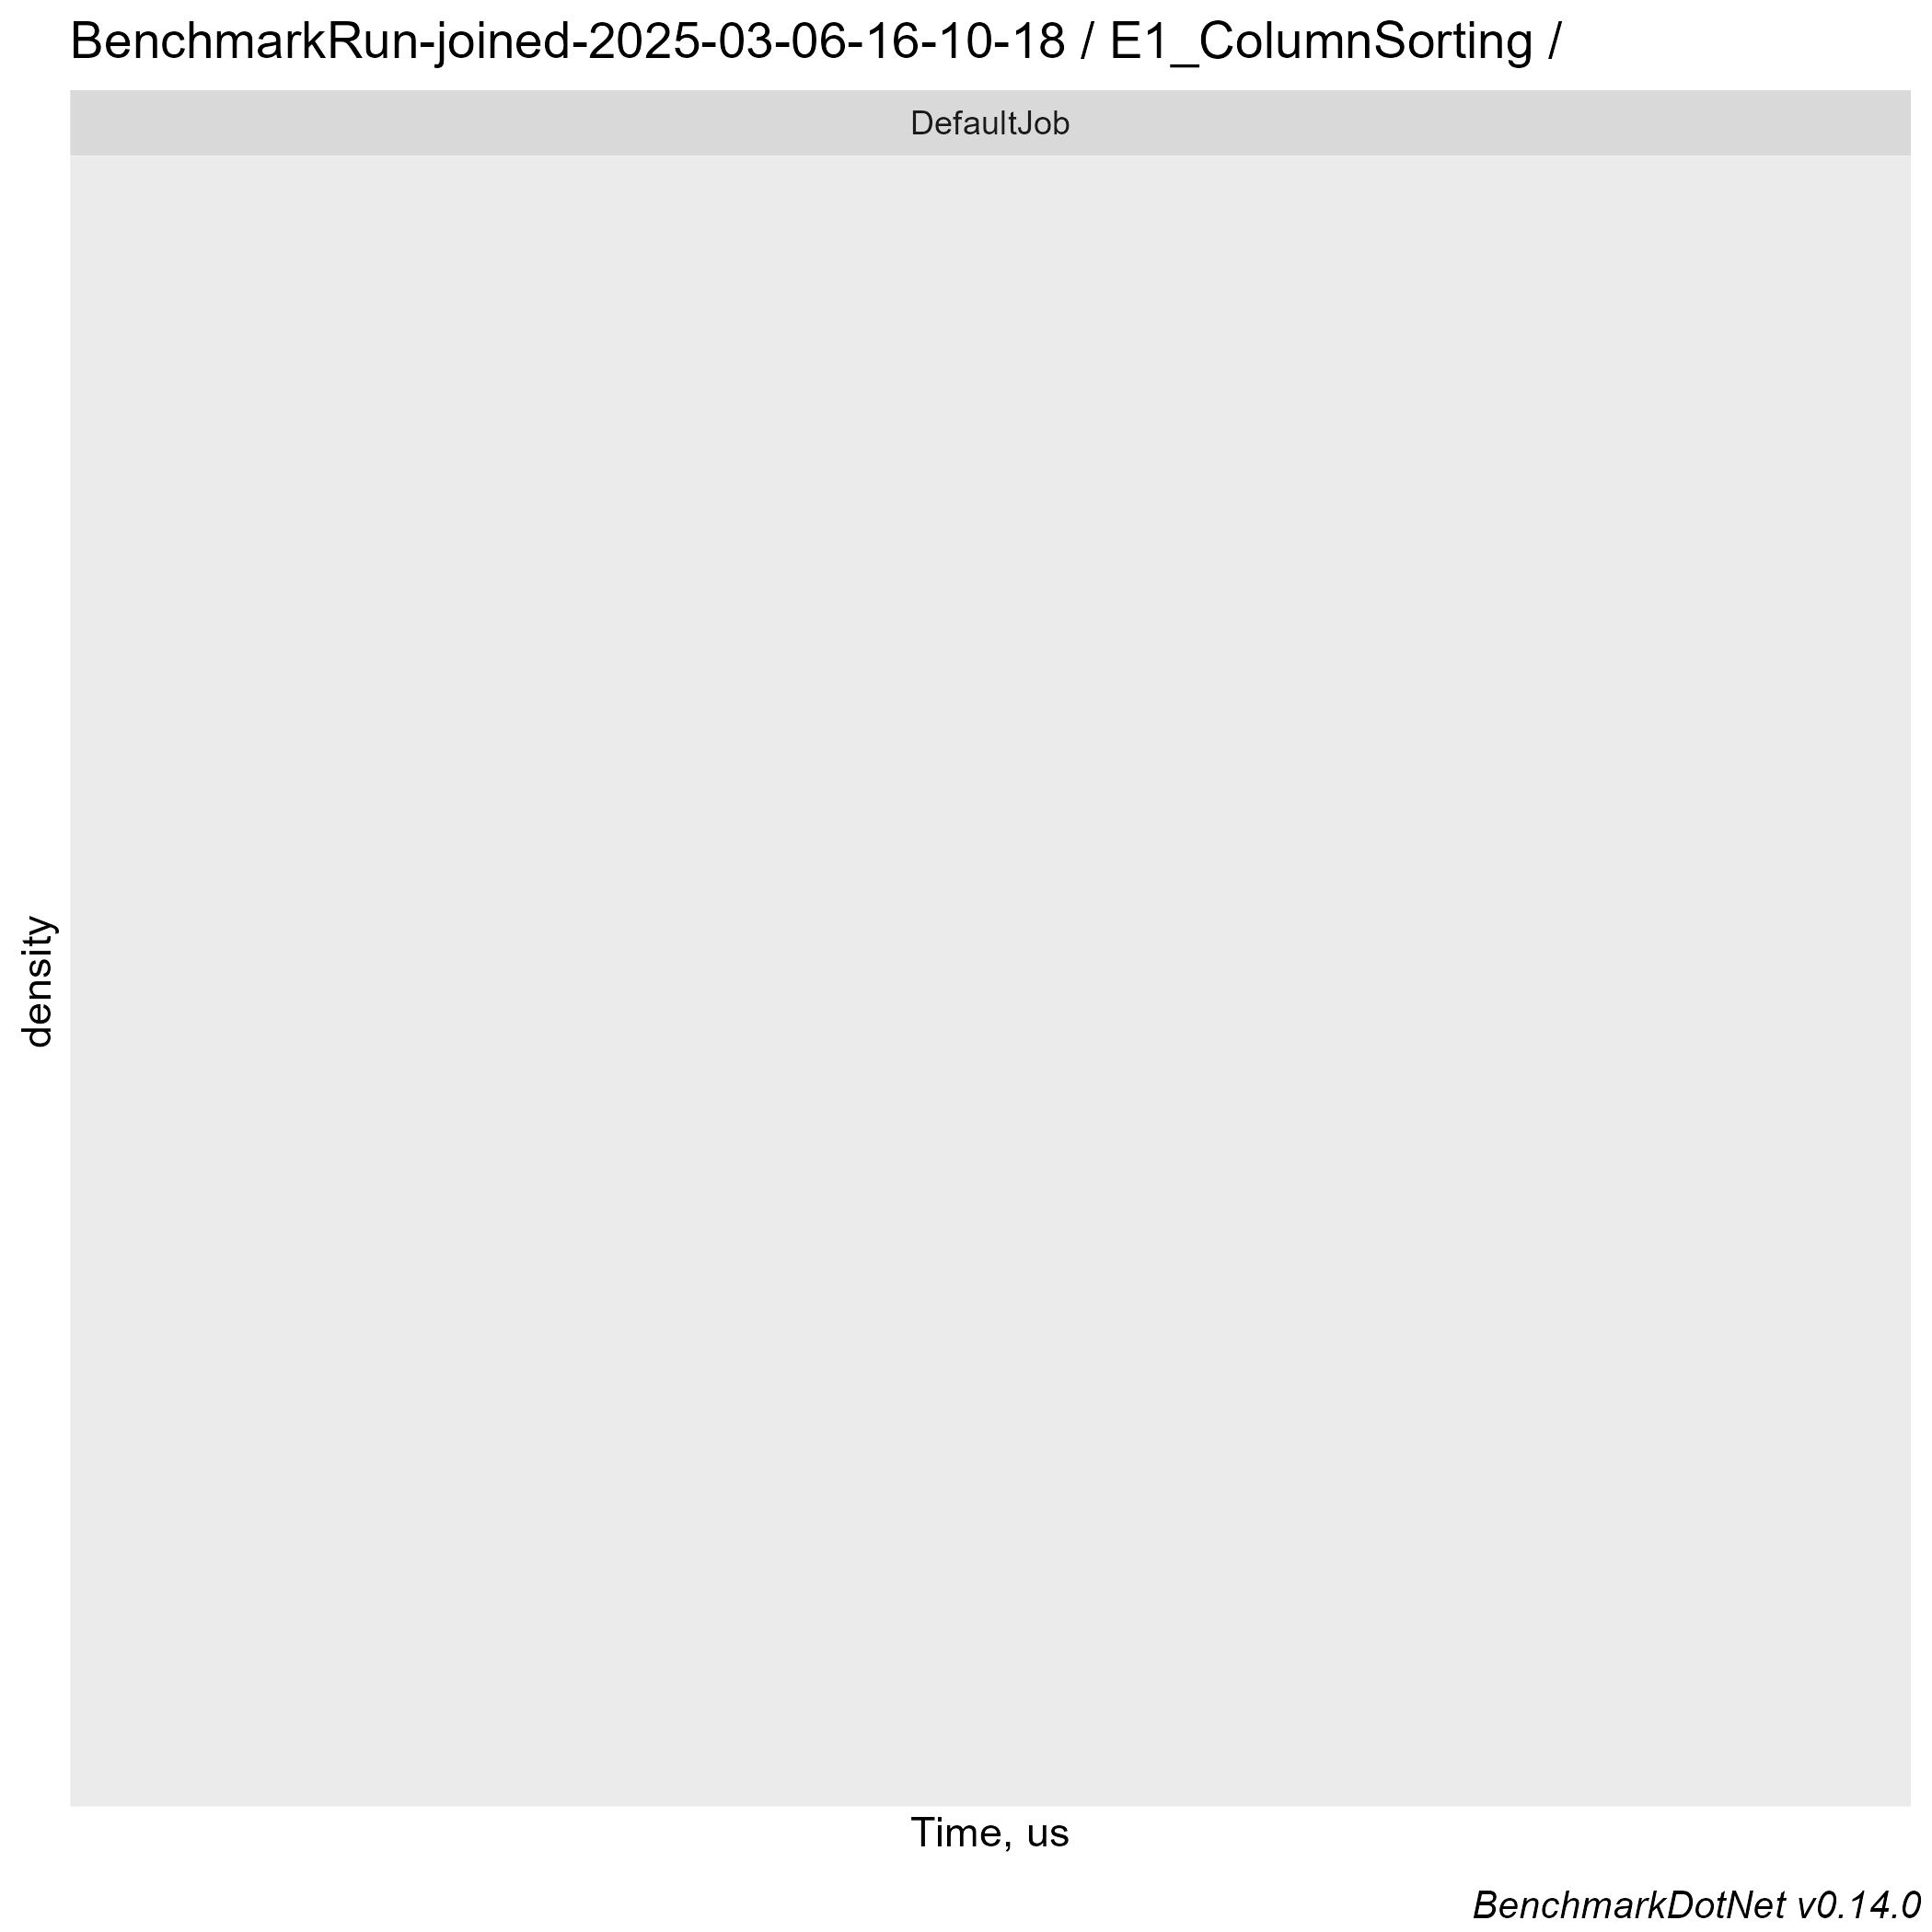 BenchmarkRun-joined-2025-03-06-16-10-18 / E1_ColumnSorting /
DefaultJob
density
Time, us
BenchmarkDotNet v0.14.0